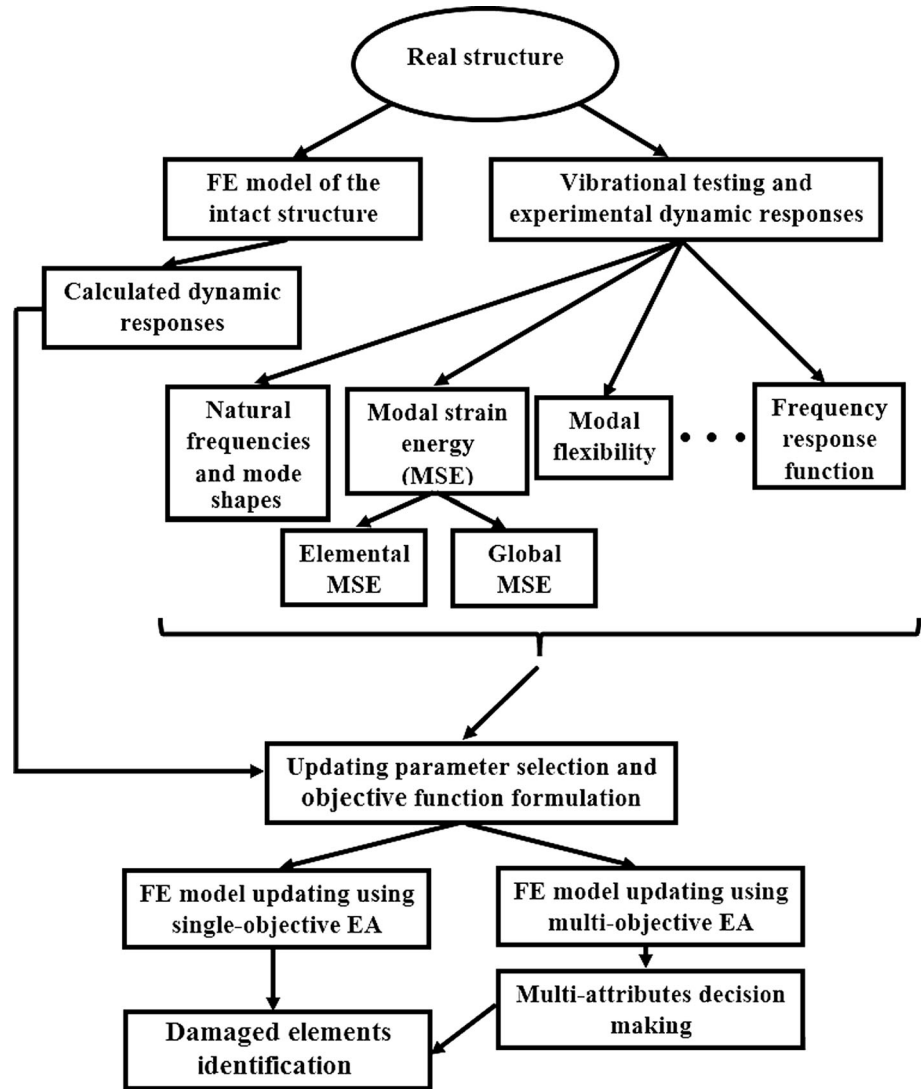 Real structure
FE model of the
intact structure
Vibrational testing and
experimental dynamic responses
Calculated dynamic
responses
Natural
frequencies
and mode
shapes
Modal strain
energy
(MSE)
Modal
flexibility
• • •
Frequency
response
function
Elemental
MSE
Global
MSE
Updating parameter selection and
objective function formulation
FE model updating using
single-objective EA
FE model updating using
multi-objective EA
Multi-attributes decision
making
Damaged elements
identification